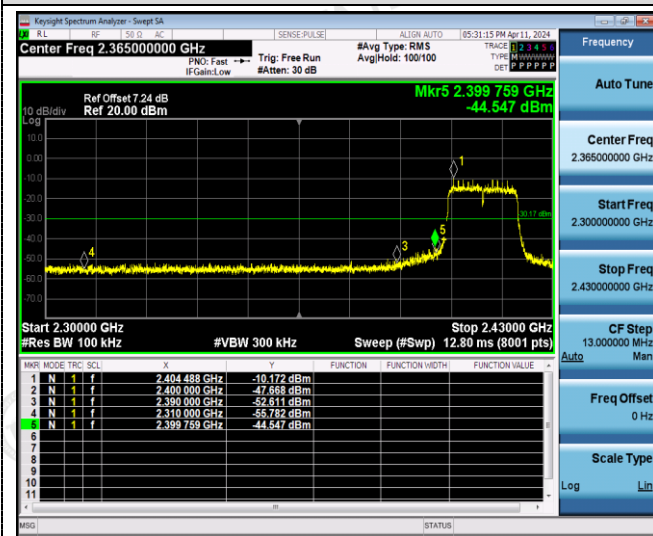 Keysight Spectrum Analyzer - Swept SA
RL RF 50 Ω AC SENSE:PULSE ALIGN AUTO 05:31:15 PM Apr 11, 2024
Center Freq 2.365000000 GHz
PNO: Fast
IFGain:Low
Trig: Free Run
#Atten: 30 dB
#Avg Type: RMS
Avg|Hold: 100/100
TRACE 1 2 3 4 5 6
TYPE M W W W W W
DET P P P P P P
Frequency
Ref Offset 7.24 dB
10 dB/div Ref 20.00 dBm
Log
Mkr5 2.399 759 GHz
-44.547 dBm
10.0
0.00
-10.0
-20.0
-30.0
-40.0
-50.0
-60.0
-70.0
1
4
3
5
-30.17 dBm
Start 2.30000 GHz Stop 2.43000 GHz
#Res BW 100 kHz #VBW 300 kHz Sweep (#Swp) 12.80 ms (8001 pts)
MKR MODE TRC SCL X Y FUNCTION FUNCTION WIDTH FUNCTION VALUE
1 N 1 f 2.404 488 GHz -10.172 dBm
2 N 1 f 2.400 000 GHz -47.668 dBm
3 N 1 f 2.390 000 GHz -52.611 dBm
4 N 1 f 2.310 000 GHz -55.782 dBm
5 N 1 f 2.399 759 GHz -44.547 dBm
6
7
8
9
10
11
MSG STATUS
Auto Tune
Center Freq
2.365000000 GHz
Start Freq
2.300000000 GHz
Stop Freq
2.430000000 GHz
CF Step
13.000000 MHz
Auto Man
Freq Offset
0 Hz
Scale Type
Log Lin